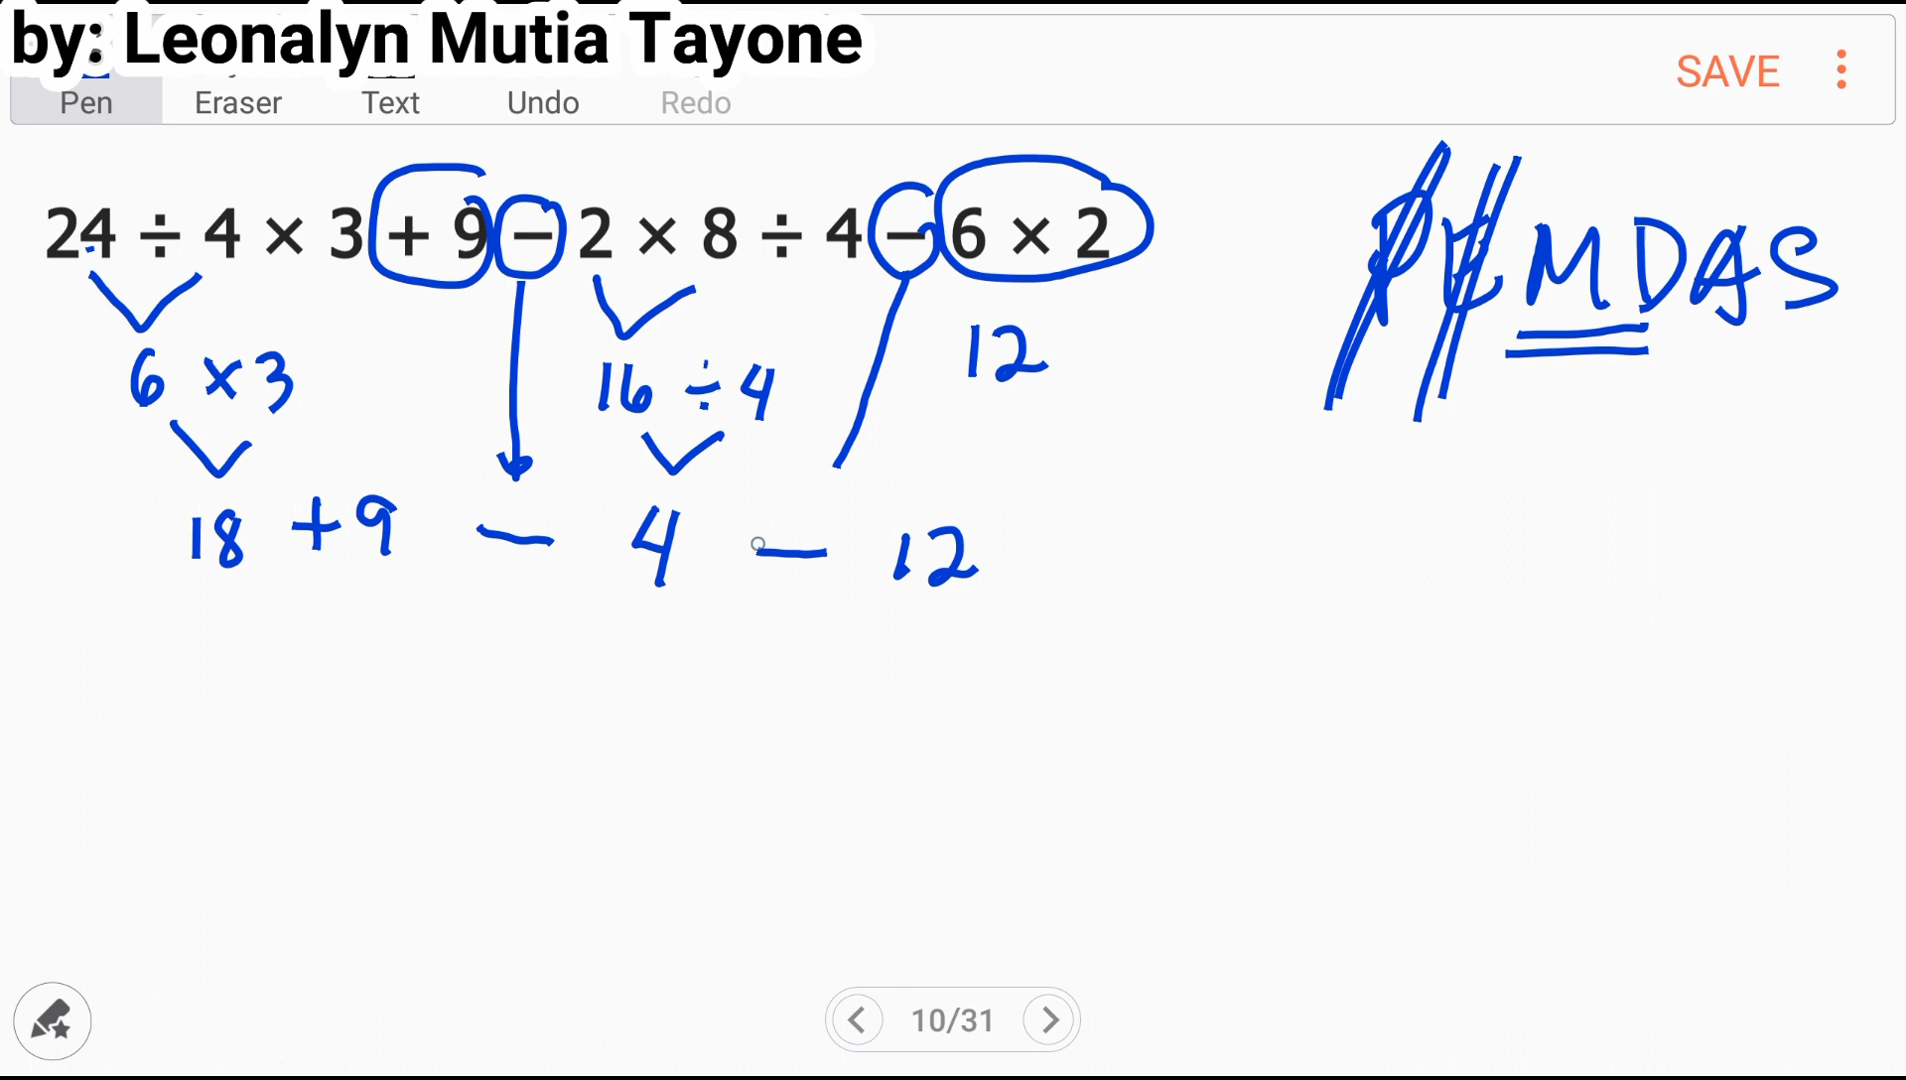 by: Leonalyn Mutia Tayone
SAVE
Pen Eraser Text Undo Redo
24 ÷ 4 × 3 + 9 − 2 × 8 ÷ 4 − 6 × 2
PEMDAS
12
6 × 3 16 ÷ 4
18 + 9 − 4 − 12
10/31